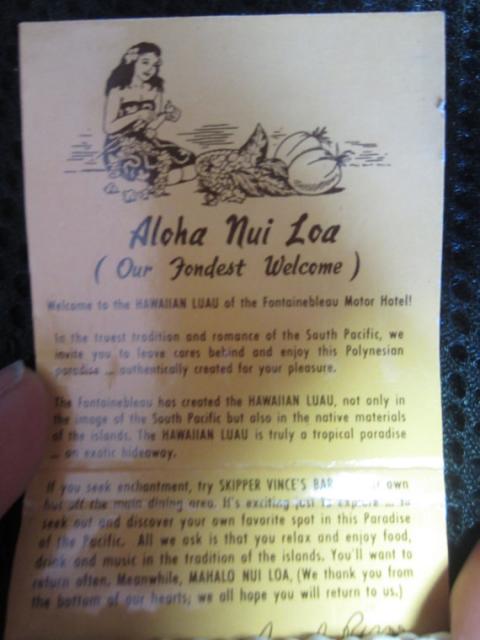 Aloha Nui Loa
( Our Fondest Welcome )
Welcome to the HAWAIIAN LUAU of the Fontainebleau Motor Hotel!
In the truest tradition and romance of the South Pacific, we
invite you to leave cares behind and enjoy this Polynesian
paradise ... authentically created for your pleasure.
The Fontainebleau has created the HAWAIIAN LUAU, not only in
the image of the South Pacific but also in the native materials
of the islands. The HAWAIIAN LUAU is truly a tropical paradise
... an exotic hideaway.
If you seek enchantment, try SKIPPER VINCE'S BAR own
hut off the main dining area. It's exciting just to explore ... to
seek out and discover your own favorite spot in this Paradise
of the Pacific. All we ask is that you relax and enjoy food,
drink and music in the tradition of the islands. You'll want to
return often. Meanwhile, MAHALO NUI LOA, (We thank you from
the bottom of our hearts; we all hope you will return to us.)